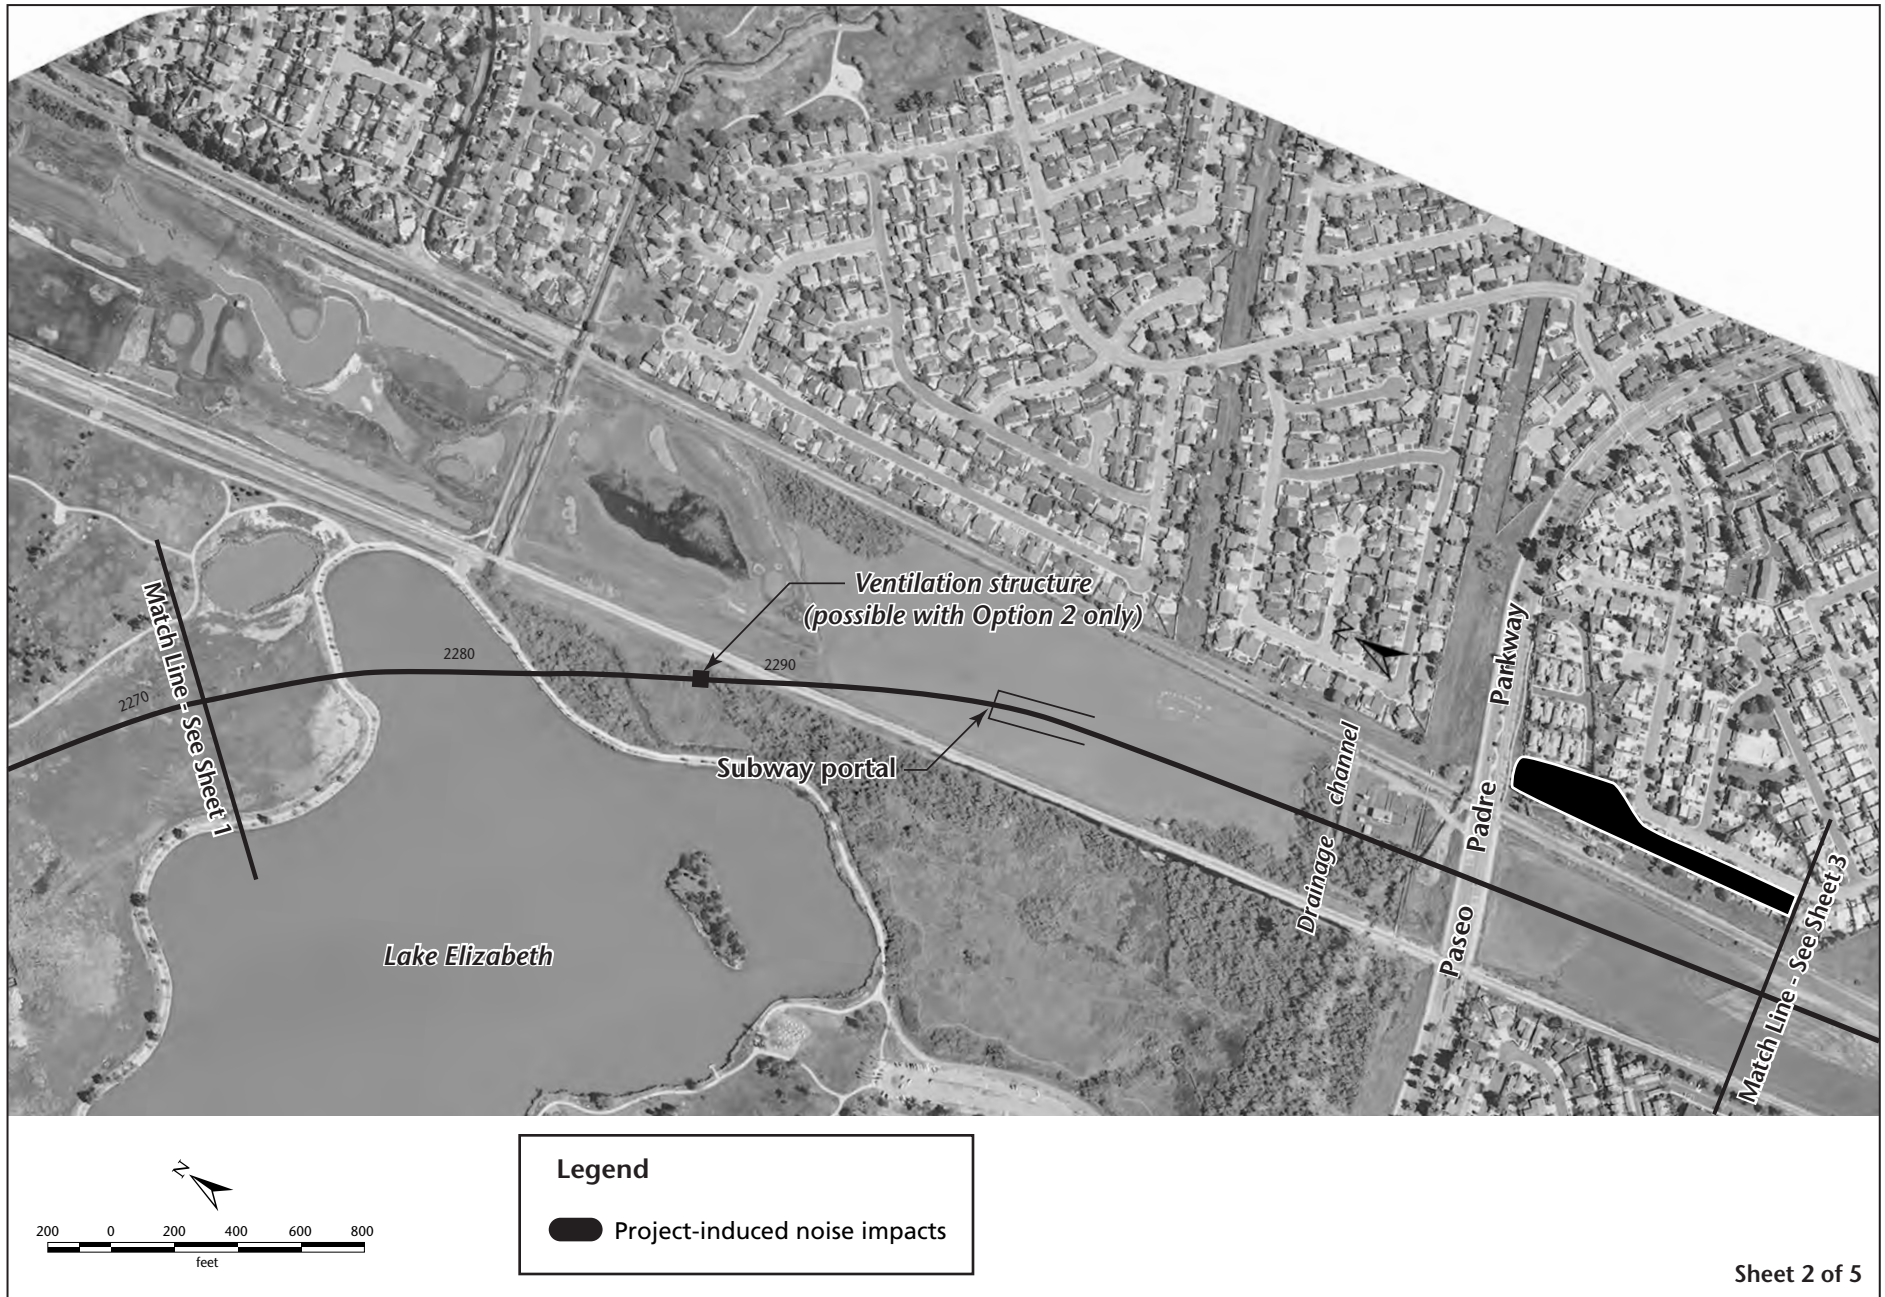 Ventilation structure
(possible with Option 2 only)
2270
2280
2290
Match Line - See Sheet 1
Subway portal
Lake Elizabeth
Drainage channel
N
Paseo Padre Parkway
Match Line - See Sheet 3
N
200 0 200 400 600 800
feet
Legend
Project-induced noise impacts
Sheet 2 of 5